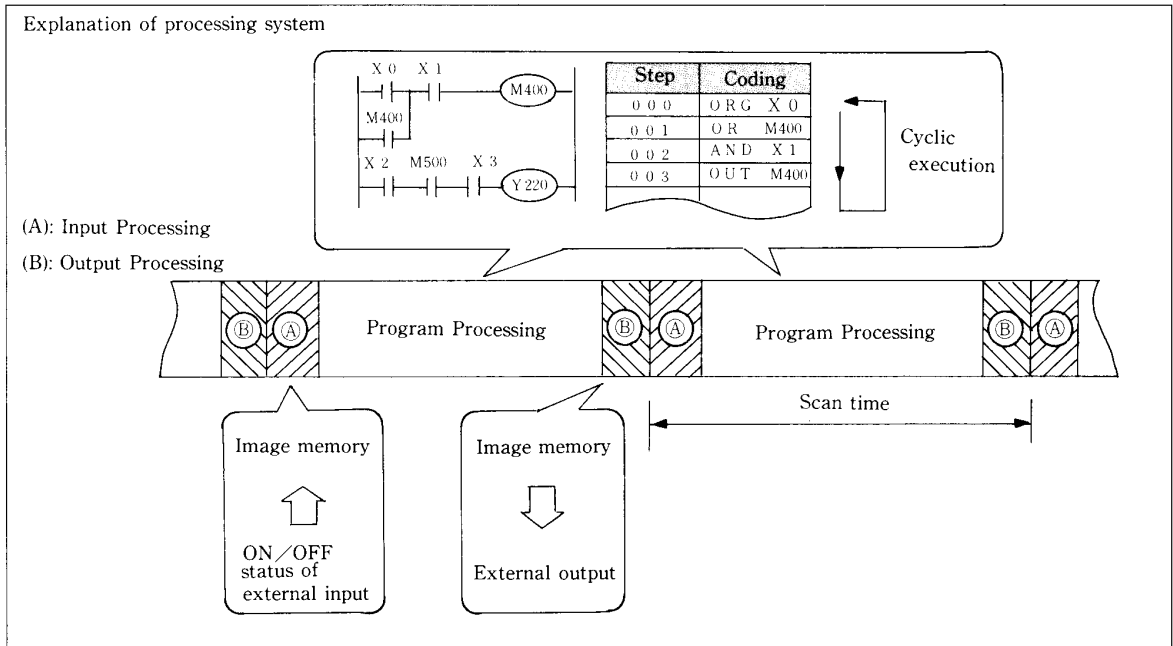 Explanation of processing system
X 0 X 1
M400
M400
X 2 M500 X 3
Y 220
Step Coding
0 0 0 ORG X 0
0 0 1 OR M400
0 0 2 AND X 1
0 0 3 OUT M400
Cyclic
execution
(A): Input Processing
(B): Output Processing
Ⓑ Ⓐ Program Processing Ⓑ Ⓐ Program Processing Ⓑ Ⓐ
Scan time
Image memory
ON/OFF
status of
external input
Image memory
External output